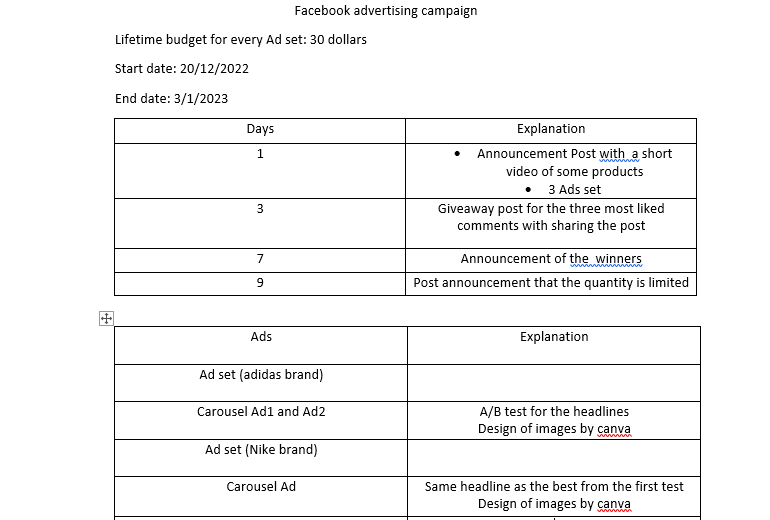 Facebook advertising campaign
Lifetime budget for every Ad set: 30 dollars
Start date: 20/12/2022
End date: 3/1/2023
Days Explanation
1
• Announcement Post with  a short
video of some products
• 3 Ads set
3
Giveaway post for the three most liked
comments with sharing the post
7 Announcement of the  winners
9 Post announcement that the quantity is limited
Ads Explanation
Ad set (adidas brand)
Carousel Ad1 and Ad2
A/B test for the headlines
Design of images by canva
Ad set (Nike brand)
Carousel Ad
Same headline as the best from the first test
Design of images by canva